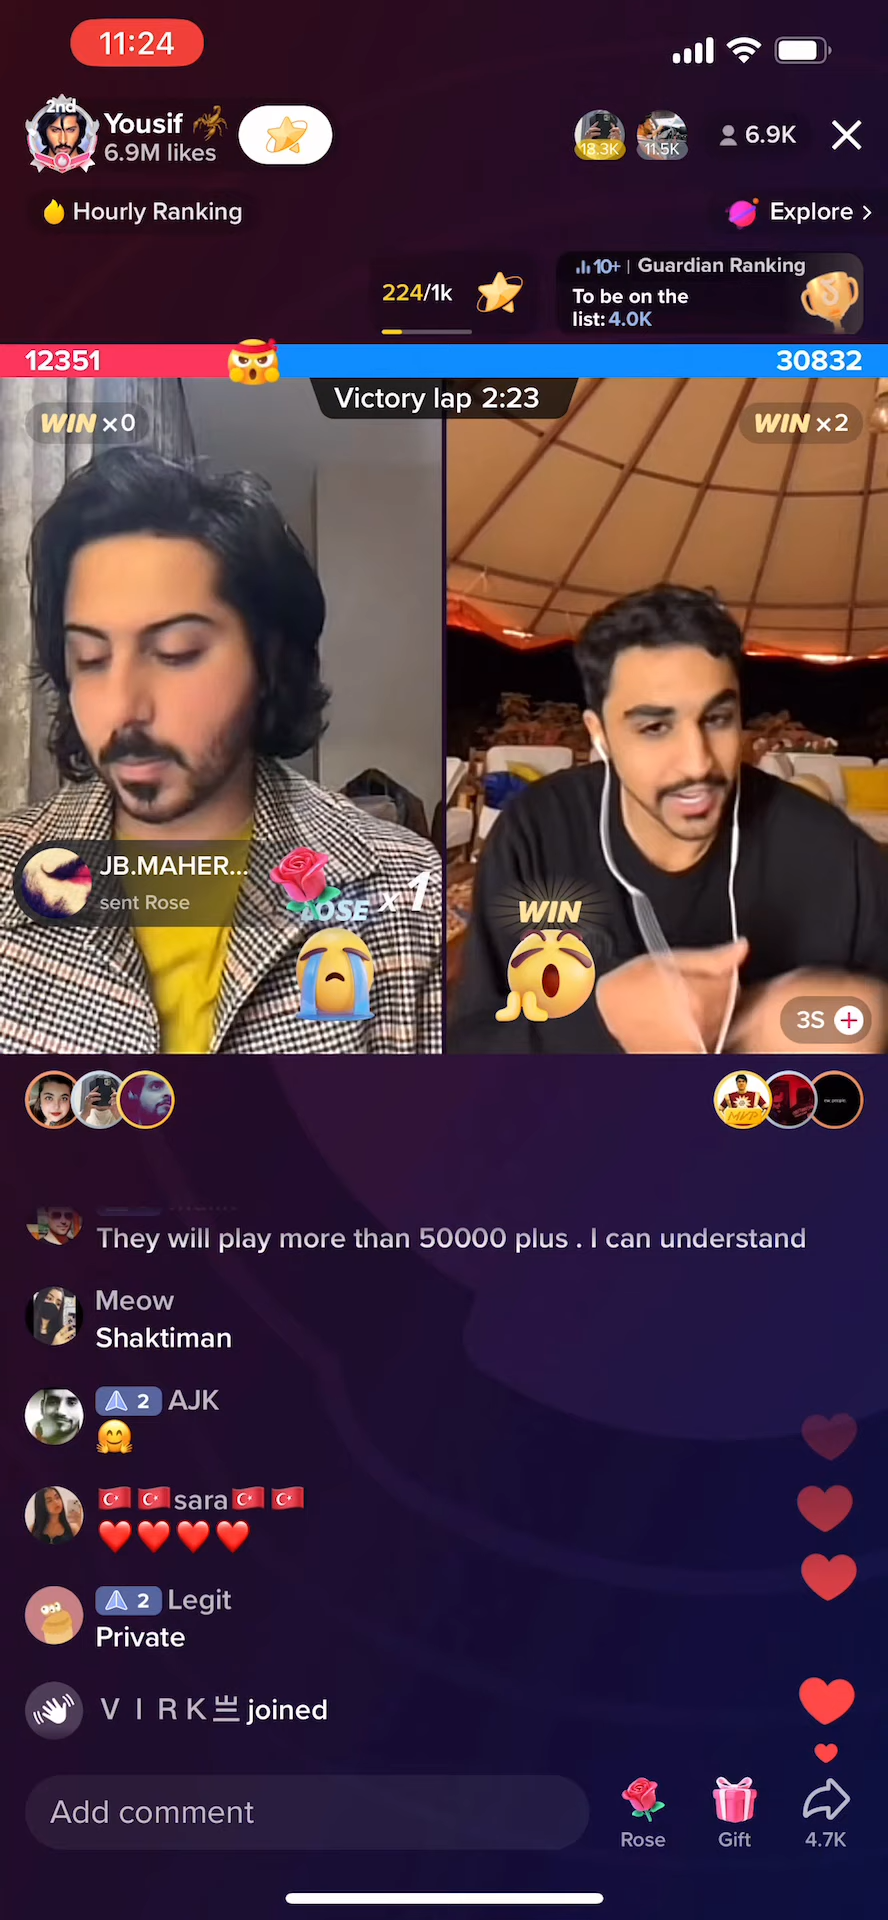 11:24
2nd
Yousif 🦂
6.9M likes
18.3K
11.5K
6.9K
Hourly Ranking
Explore >
224/1k
10+ | Guardian Ranking
To be on the
list: 4.0K
12351
30832
Victory lap 2:23
WIN x0
WIN x2
JB.MAHER...
sent Rose
x1
LOSE
WIN
3S +
MVP
They will play more than 50000 plus . I can understand
Meow
Shaktiman
2 AJK
🤗
🇹🇷🇹🇷sara🇹🇷🇹🇷
❤️❤️❤️❤️
2 Legit
Private
V I R K亗 joined
Add comment
Rose
Gift
4.7K